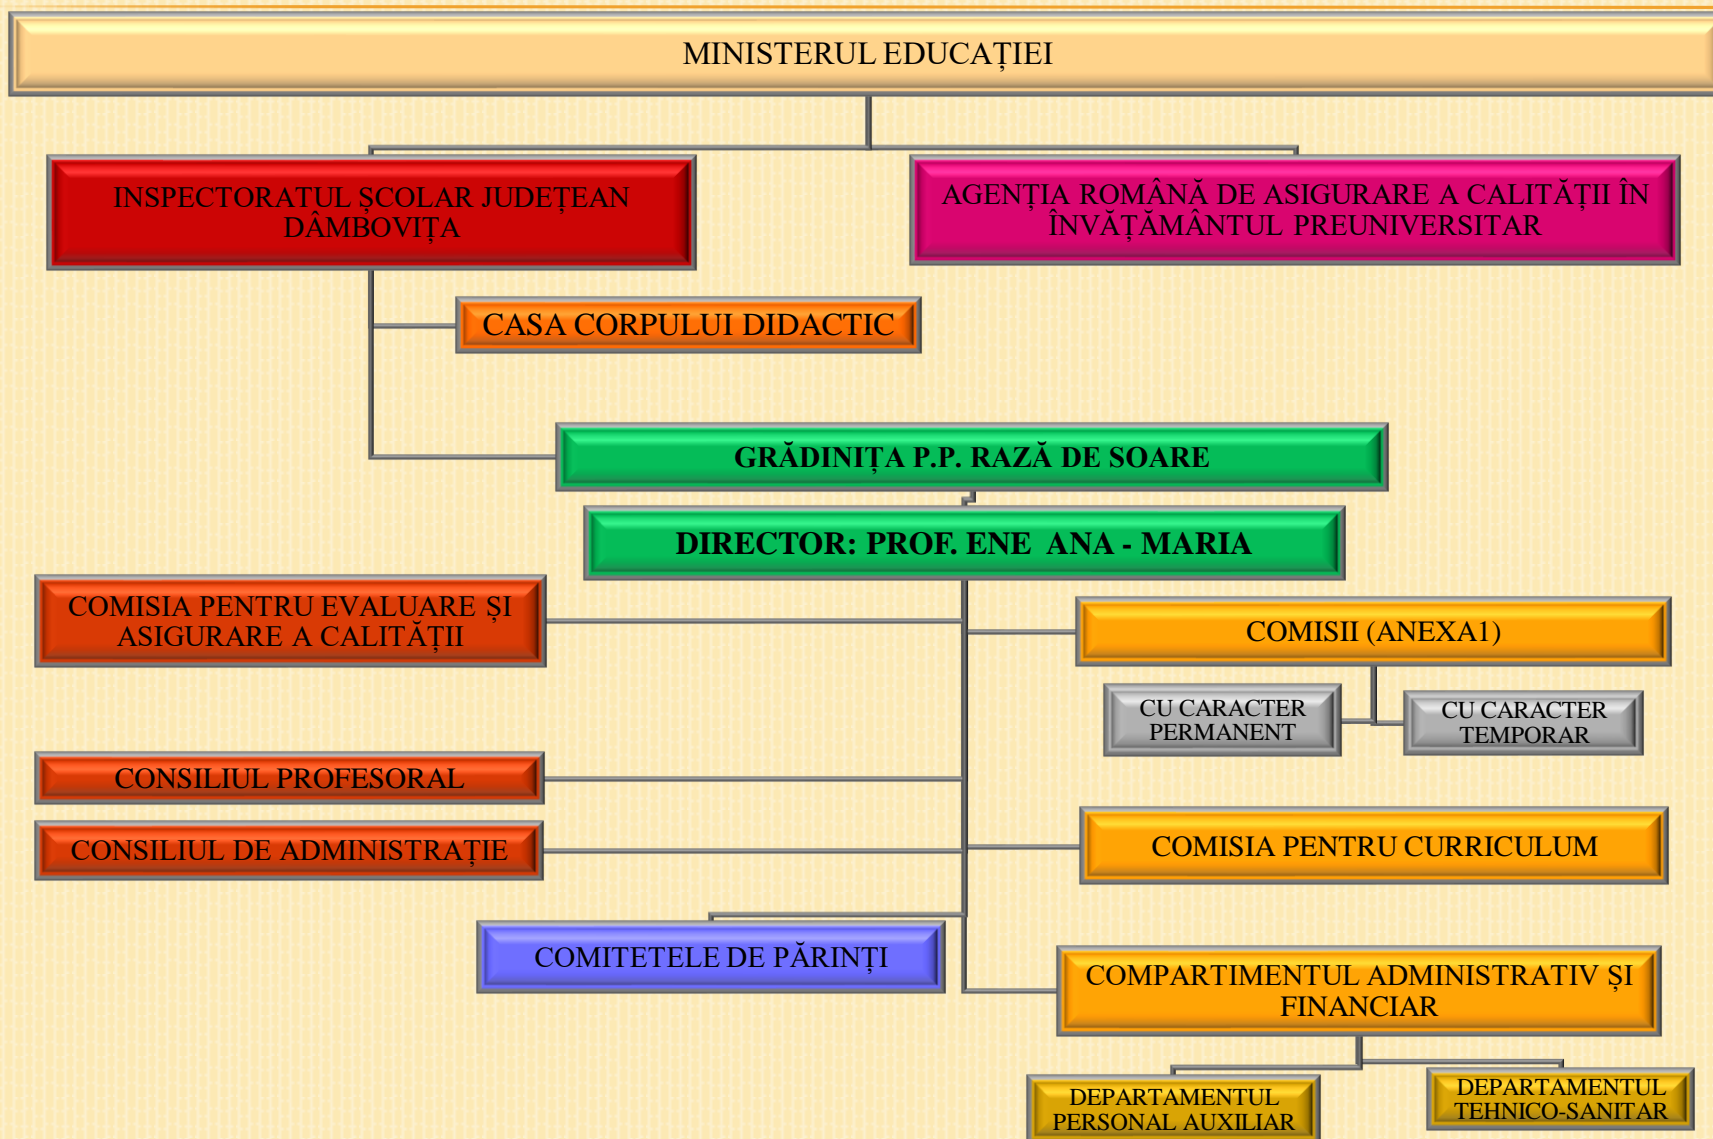 MINISTERUL EDUCAȚIEI
INSPECTORATUL ȘCOLAR JUDEȚEAN
DÂMBOVIȚA
AGENȚIA ROMÂNĂ DE ASIGURARE A CALITĂȚII ÎN
ÎNVĂȚĂMÂNTUL PREUNIVERSITAR
CASA CORPULUI DIDACTIC
GRĂDINIȚA P.P. RAZĂ DE SOARE
DIRECTOR: PROF. ENE ANA - MARIA
COMISIA PENTRU EVALUARE ȘI
ASIGURARE A CALITĂȚII
COMISII (ANEXA1)
CU CARACTER
PERMANENT
CU CARACTER
TEMPORAR
CONSILIUL PROFESORAL
CONSILIUL DE ADMINISTRAȚIE
COMISIA PENTRU CURRICULUM
COMITETELE DE PĂRINȚI
COMPARTIMENTUL ADMINISTRATIV ȘI
FINANCIAR
DEPARTAMENTUL
PERSONAL AUXILIAR
DEPARTAMENTUL
TEHNICO-SANITAR